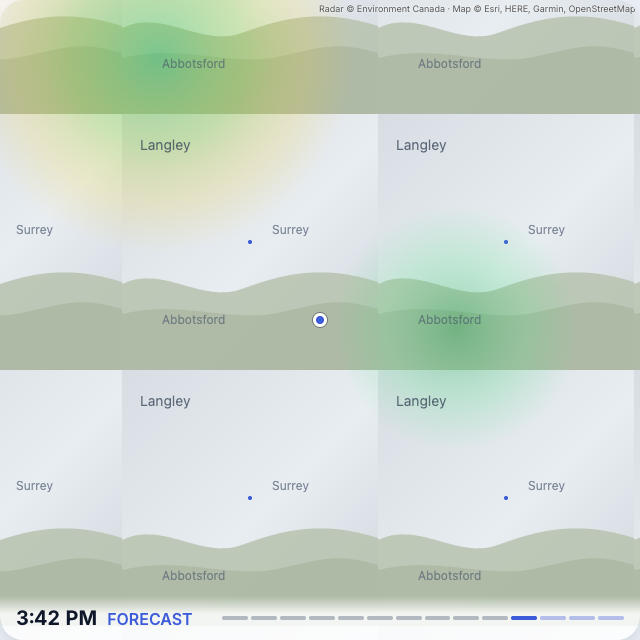 Radar © Environment Canada · Map © Esri, HERE, Garmin, OpenStreetMap
Abbotsford Abbotsford
Langley Langley
Surrey Surrey Surrey
Abbotsford Abbotsford
Langley Langley
Surrey Surrey Surrey
Abbotsford Abbotsford
3:42 PM FORECAST